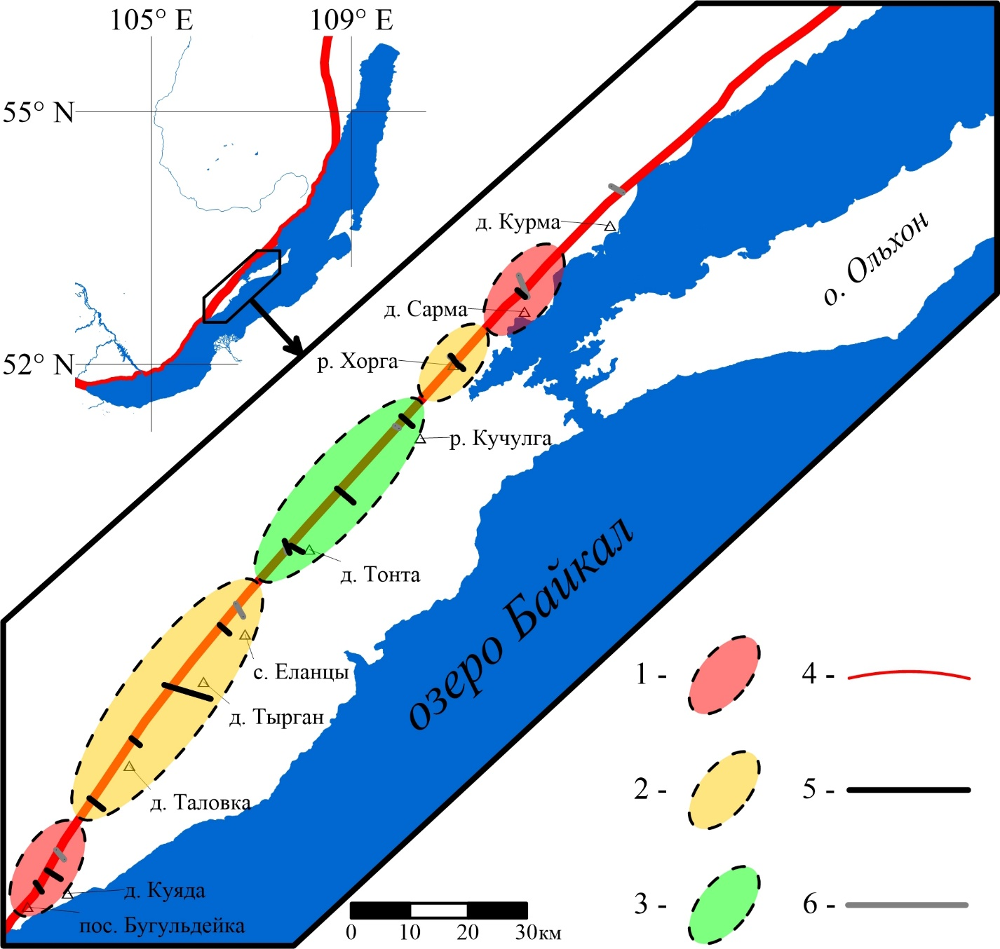 105° E
109° E
55° N
52° N
д. Курма
о. Ольхон
д. Сарма
р. Хорга
р. Кучулга
д. Тонта
озеро Байкал
с. Еланцы
д. Тырган
д. Таловка
д. Куяда
пос. Бугульдейка
1 -
4 -
2 -
5 -
3 -
6 -
0 10 20 30км